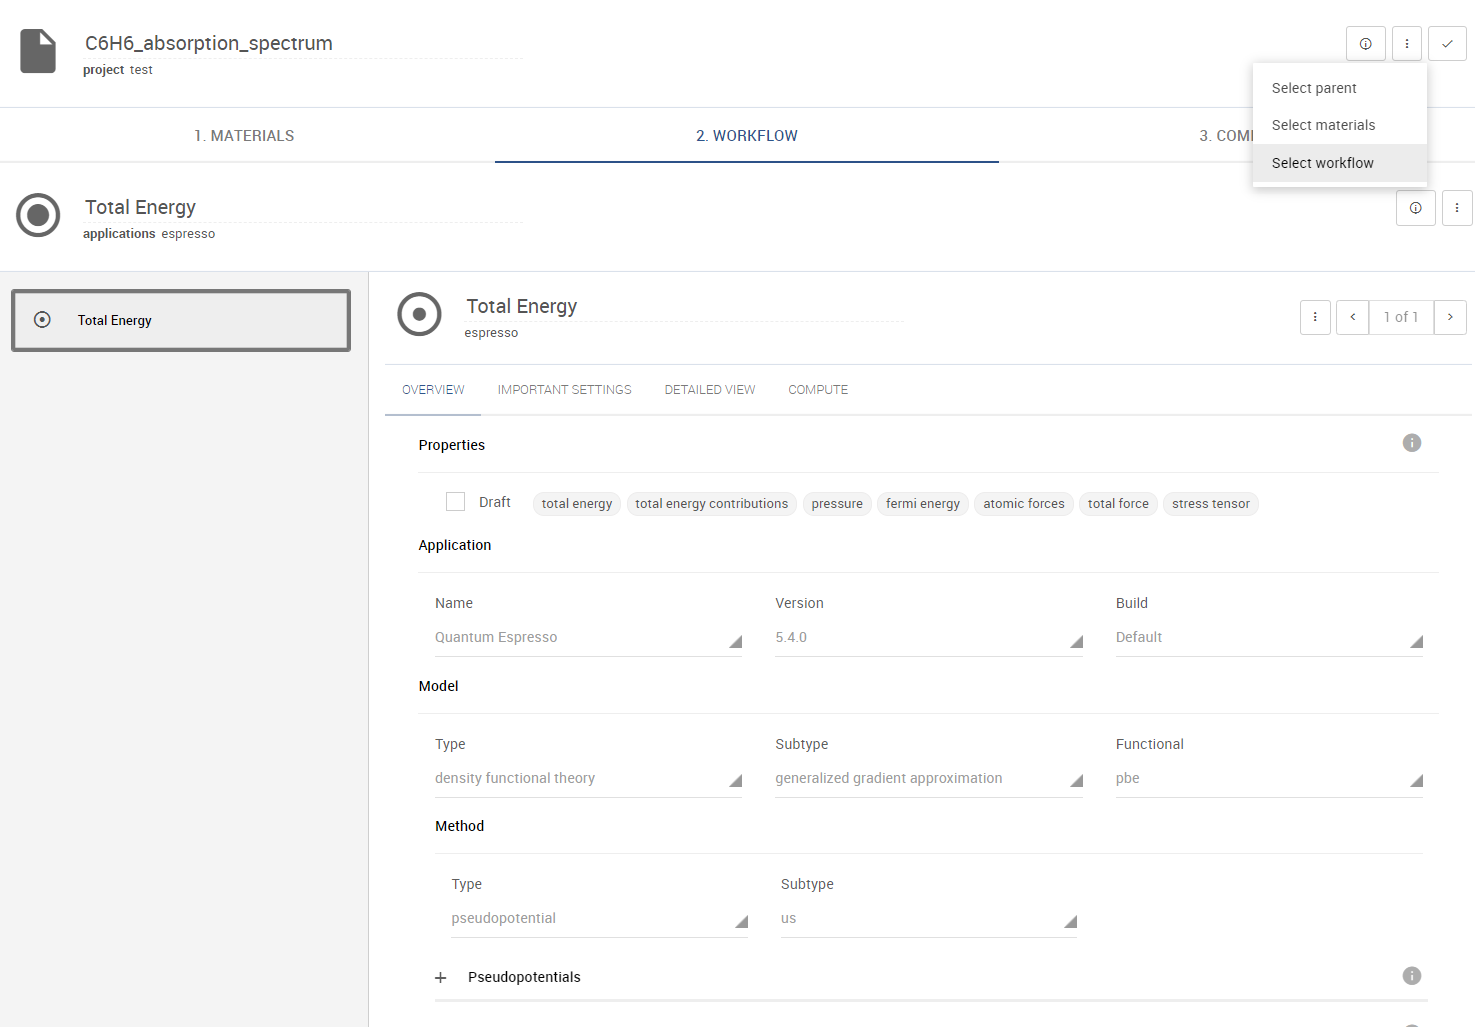 C6H6_absorption_spectrum
project test
Select parent
Select materials
Select workflow
1. MATERIALS
2. WORKFLOW
3. COM
Total Energy
applications espresso
Total Energy
Total Energy
espresso
1 of 1
OVERVIEW IMPORTANT SETTINGS DETAILED VIEW COMPUTE
Properties
Draft total energy total energy contributions pressure fermi energy atomic forces total force stress tensor
Application
Name Version Build
Quantum Espresso 5.4.0 Default
Model
Type Subtype Functional
density functional theory generalized gradient approximation pbe
Method
Type Subtype
pseudopotential us
+ Pseudopotentials